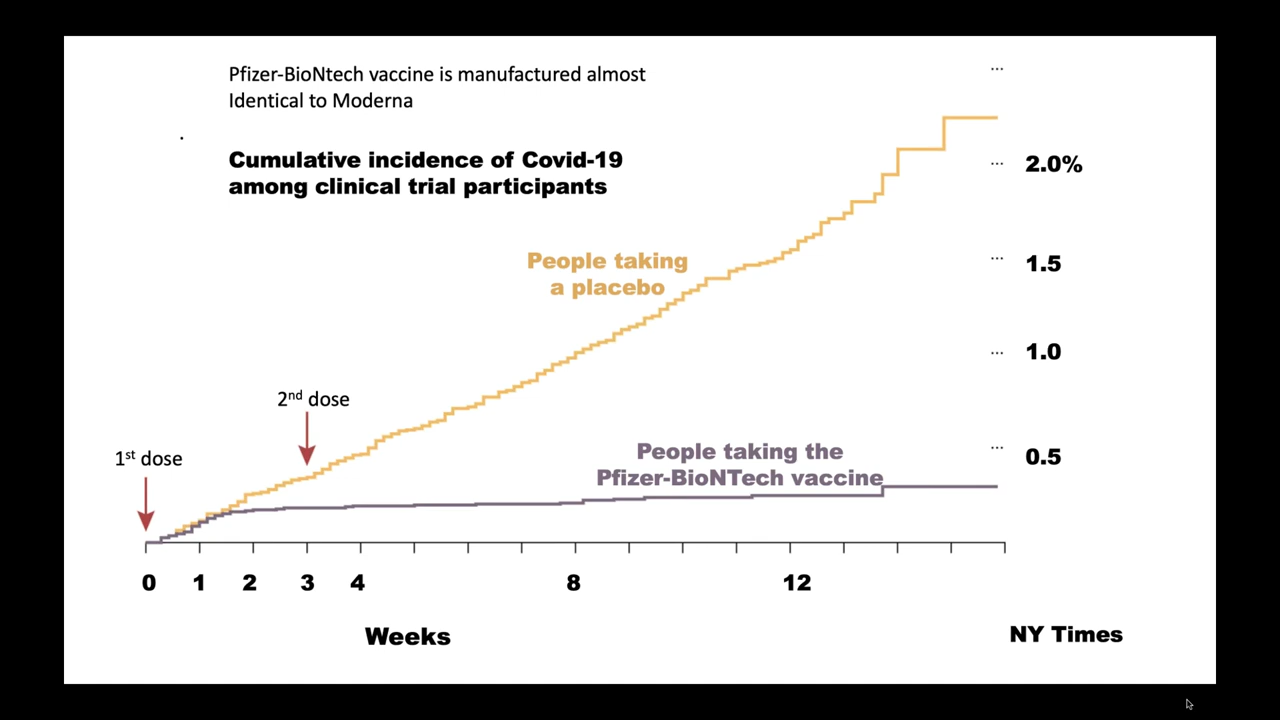 Pfizer-BioNtech vaccine is manufactured almost
Identical to Moderna
Cumulative incidence of Covid-19
among clinical trial participants
2.0%
People taking
a placebo
1.5
1.0
2nd dose
1st dose
People taking the
Pfizer-BioNTech vaccine
0.5
0 1 2 3 4 8 12
Weeks
NY Times